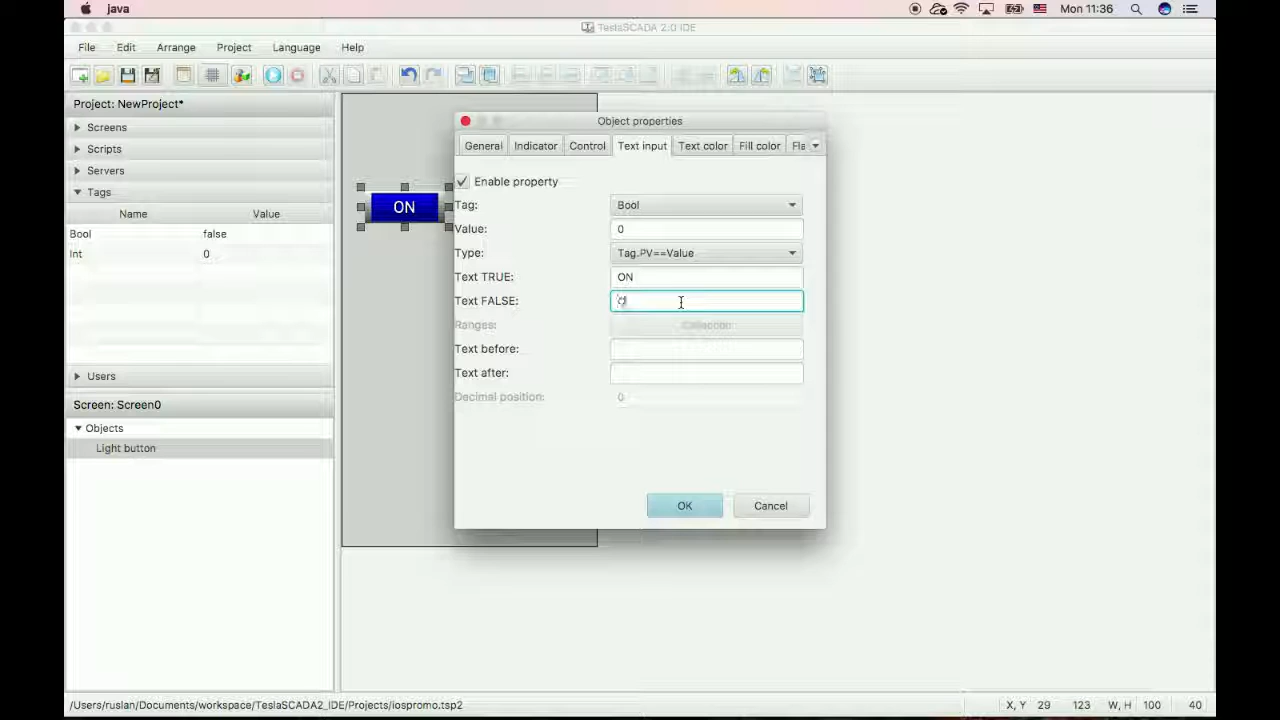 java
Mon 11:36
TeslaSCADA 2.0 IDE
File Edit Arrange Project Language Help
Project: NewProject*
Screens
Scripts
Servers
Tags
Name Value
Bool false
Int 0
Users
Screen: Screen0
Objects
Light button
ON
Object properties
General Indicator Control Text input Text color Fill color Fla
Enable property
Tag: Bool
Value: 0
Type: Tag.PV==Value
Text TRUE: ON
Text FALSE:
Ranges: Collection
Text before:
Text after:
Decimal position: 0
OK Cancel
/Users/ruslan/Documents/workspace/TeslaSCADA2_IDE/Projects/iospromo.tsp2
X, Y 29 123 W, H 100 40